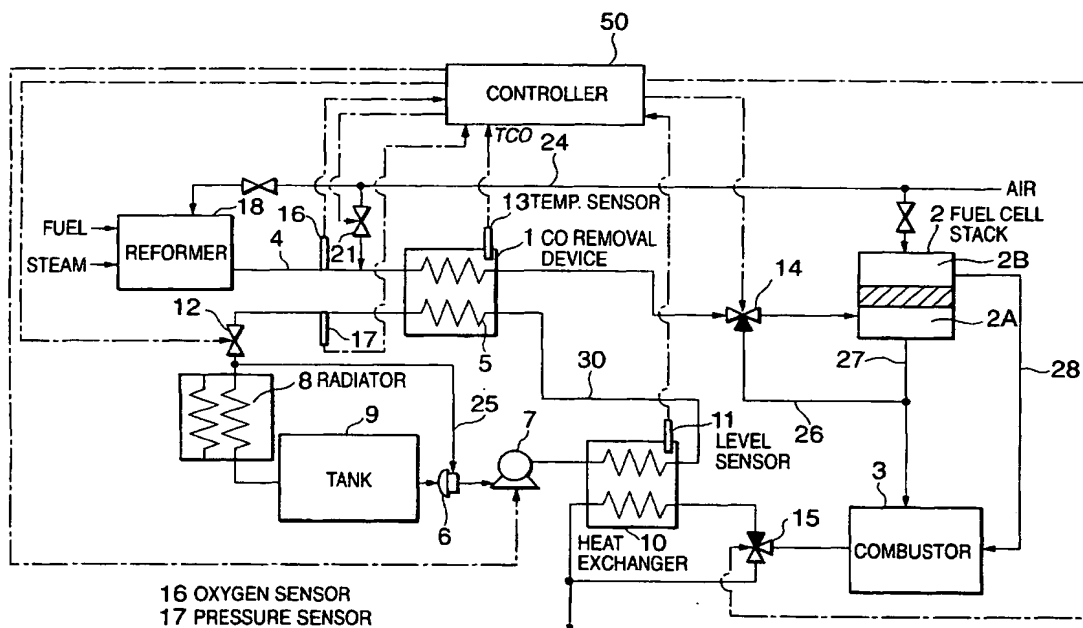 50
CONTROLLER
TCO
24
AIR
18
16
21
13 TEMP. SENSOR
2 FUEL CELL
STACK
FUEL
STEAM
REFORMER
4
1 CO REMOVAL
DEVICE
14
2B
2A
12
17
5
27
28
8 RADIATOR
30
25
26
9
7
11
LEVEL
SENSOR
TANK
6
3
15
HEAT
EXCHANGER
10
COMBUSTOR
16 OXYGEN SENSOR
17 PRESSURE SENSOR